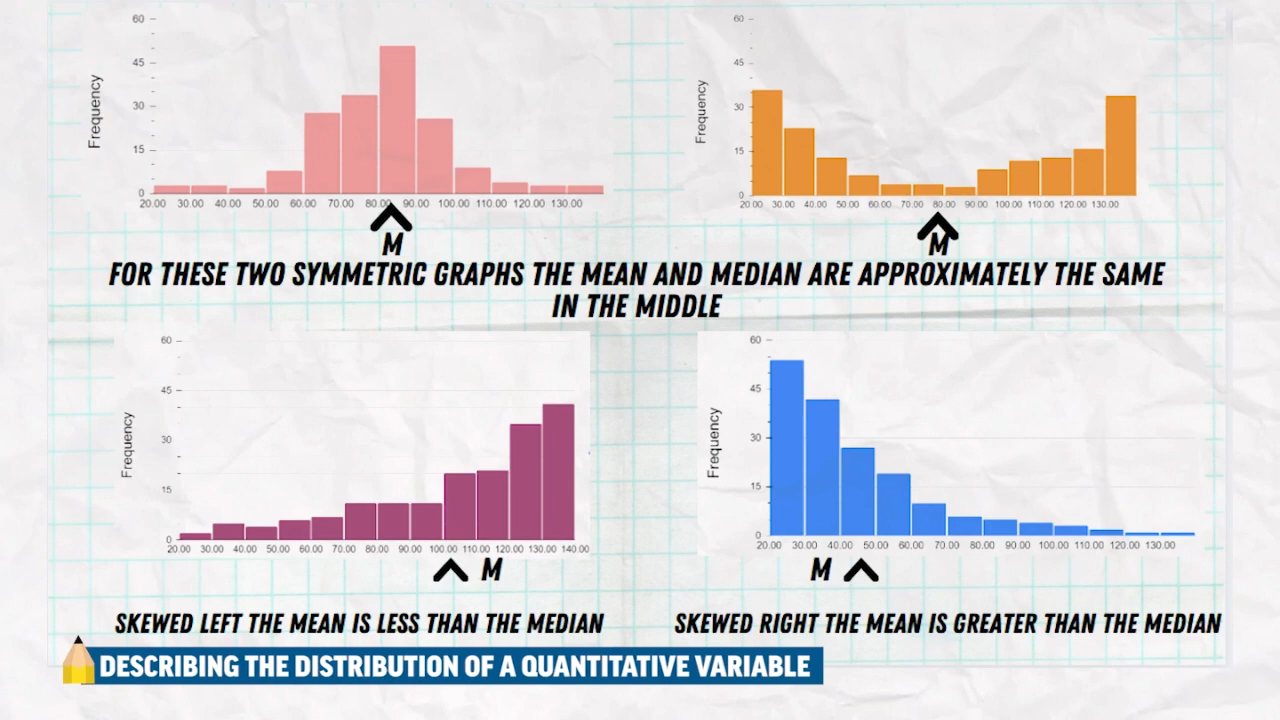 60
45
30
15
0
Frequency
20.00 30.00 40.00 50.00 60.00 70.00 80.00 90.00 100.00 110.00 120.00 130.00
M
60
45
30
15
0
Frequency
20.00 30.00 40.00 50.00 60.00 70.00 80.00 90.00 100.00 110.00 120.00 130.00
M
FOR THESE TWO SYMMETRIC GRAPHS THE MEAN AND MEDIAN ARE APPROXIMATELY THE SAME
IN THE MIDDLE
60
45
30
15
0
Frequency
20.00 30.00 40.00 50.00 60.00 70.00 80.00 90.00 100.00 110.00 120.00 130.00 140.00
M
60
45
30
15
0
Frequency
20.00 30.00 40.00 50.00 60.00 70.00 80.00 90.00 100.00 110.00 120.00 130.00
M
SKEWED LEFT THE MEAN IS LESS THAN THE MEDIAN
SKEWED RIGHT THE MEAN IS GREATER THAN THE MEDIAN
DESCRIBING THE DISTRIBUTION OF A QUANTITATIVE VARIABLE